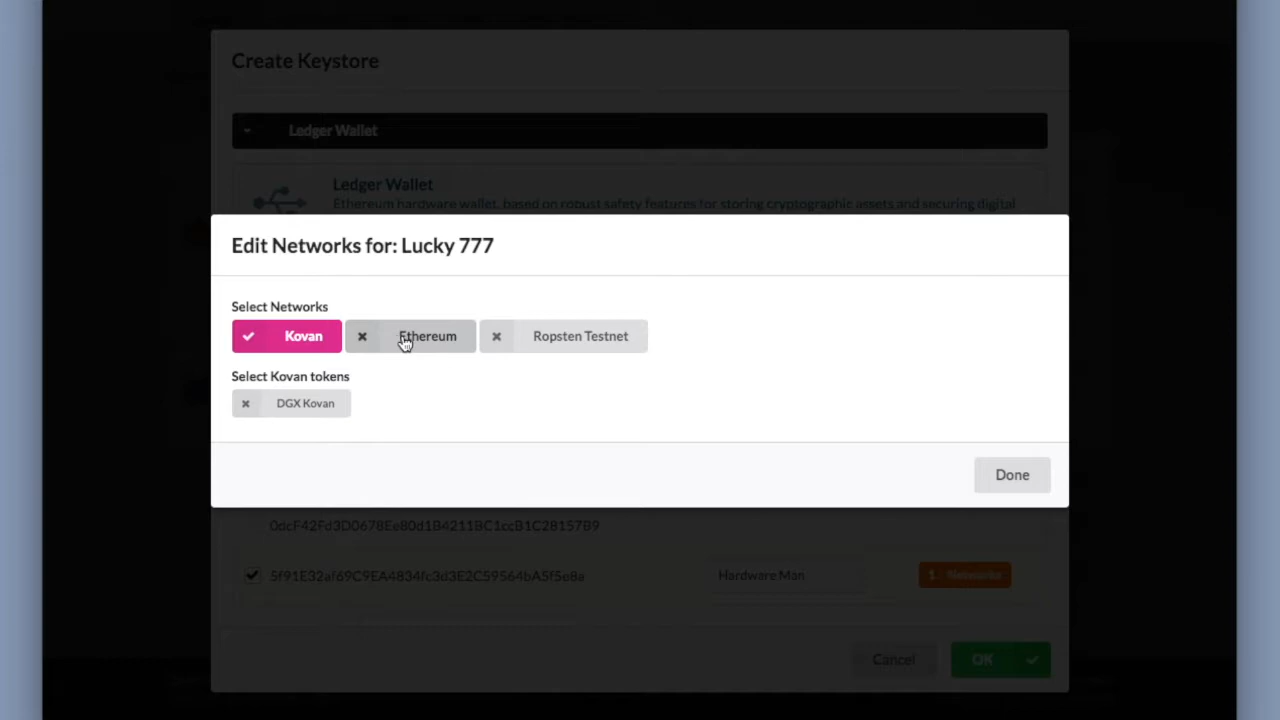 Create Keystore
Ledger Wallet
Ledger Wallet
Ethereum hardware wallet, based on robust safety features for storing cryptographic assets and securing digital
Edit Networks for: Lucky 777
Select Networks
Kovan Ethereum Ropsten Testnet
Select Kovan tokens
DGX Kovan
Done
0dcF42Fd3D0678Ee80d1B4211BC1ccB1C28157B9
5f91E32af69C9EA4834fc3d3E2C59564bA5f5e8a Hardware Man 1 Networks
Cancel OK